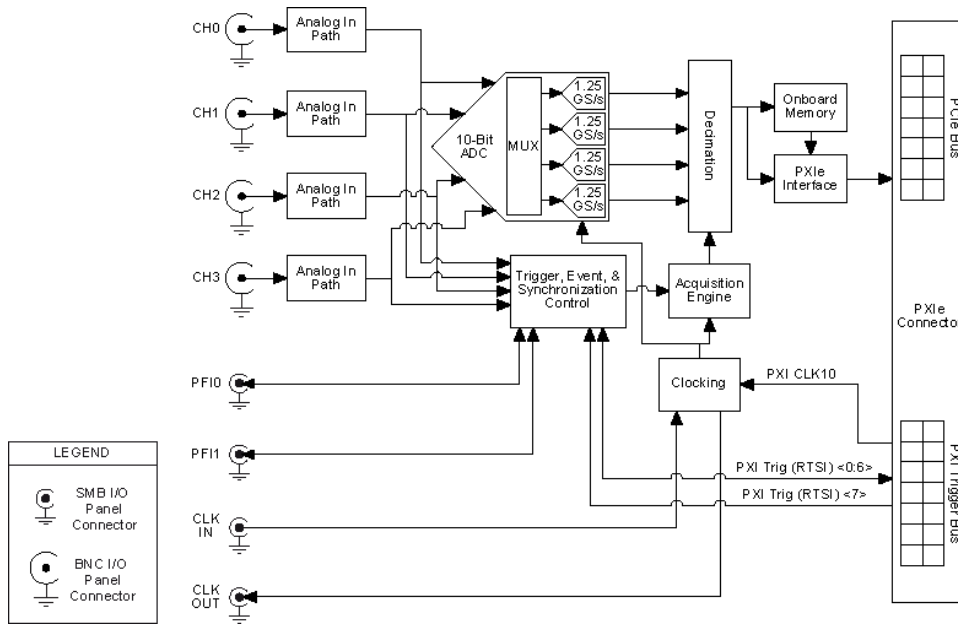 CH0
Analog In
Path
CH1
Analog In
Path
CH2
Analog In
Path
CH3
Analog In
Path
10-Bit
ADC
MUX
1.25
GS/s
1.25
GS/s
1.25
GS/s
1.25
GS/s
Decimation
Onboard
Memory
PXIe
Interface
PCIe Bus
Trigger, Event, &
Synchronization
Control
Acquisition
Engine
PXIe
Connector
PFI0
Clocking
PXI CLK10
PFI1
PXI Trig (RTSI) <0:6>
PXI Trig (RTSI) <7>
PXI Trigger Bus
CLK
IN
CLK
OUT
LEGEND
SMB I/O
Panel
Connector
BNC I/O
Panel
Connector